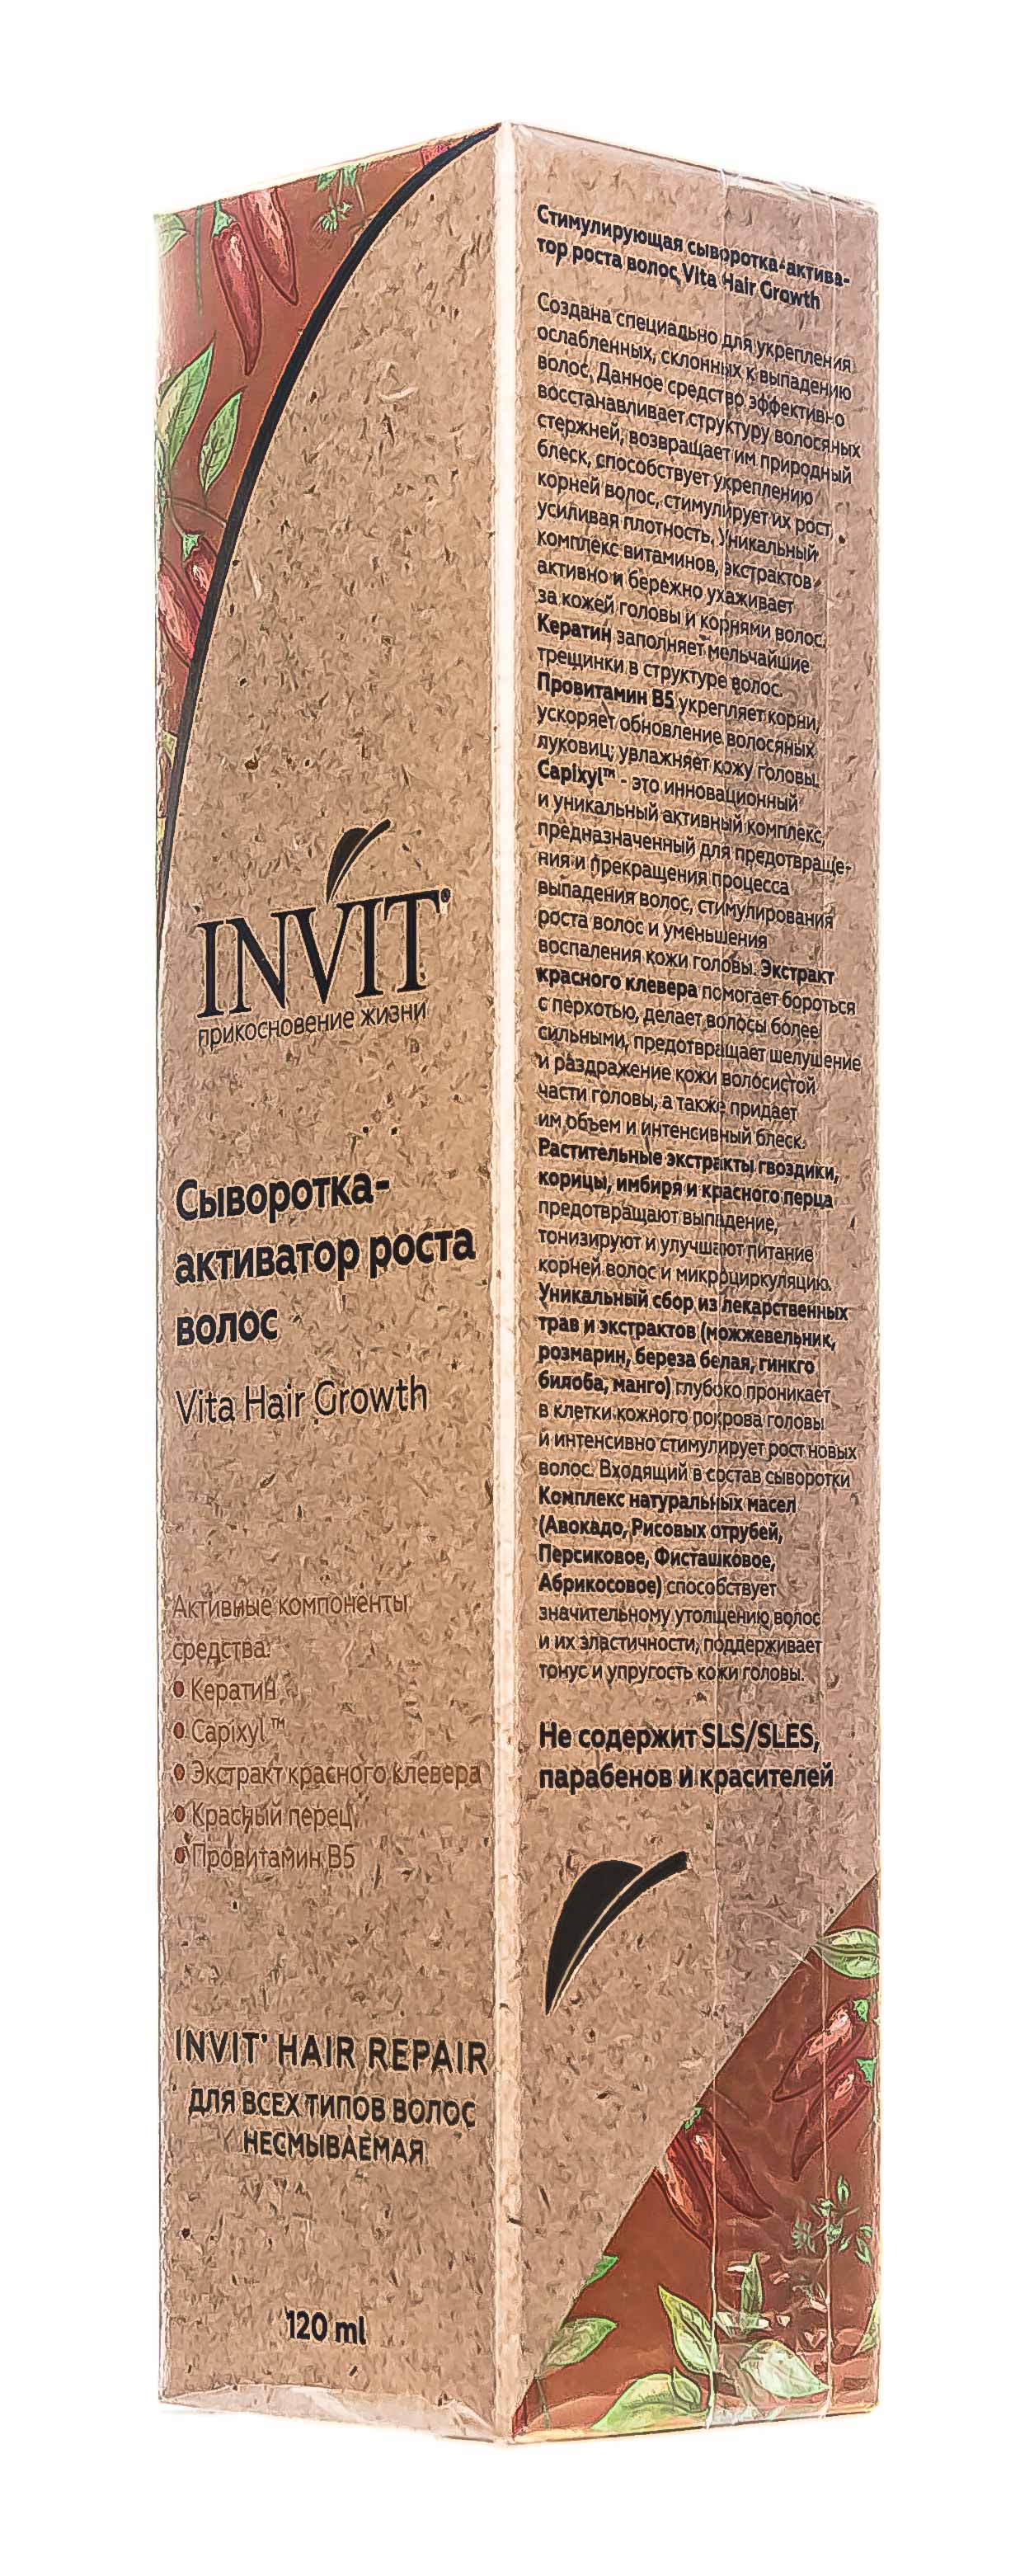 INVIT®
прикосновение жизни
Сыворотка-
активатор роста
волос
Vita Hair Growth
Активные компоненты
средства:
Кератин
Capixyl™
Экстракт красного клевера
Красный перец
Провитамин В5
INVIT® HAIR REPAIR
ДЛЯ ВСЕХ ТИПОВ ВОЛОС
НЕСМЫВАЕМАЯ
120 ml
Стимулирующая сыворотка-актива-
тор роста волос Vita Hair Growth
Создана специально для укрепления
ослабленных, склонных к выпадению
волос. Данное средство эффективно
восстанавливает структуру волосяных
стержней, возвращает им природный
блеск, способствует укреплению
корней волос, стимулирует их рост,
усиливая плотность. Уникальный
комплекс витаминов, экстрактов
активно и бережно ухаживает
за кожей головы и корнями волос.
Кератин заполняет мельчайшие
трещинки в структуре волос.
Провитамин В5 укрепляет корни,
ускоряет обновление волосяных
луковиц, увлажняет кожу головы.
Capixyl™ - это инновационный
и уникальный активный комплекс,
предназначенный для предотвраще-
ния и прекращения процесса
выпадения волос, стимулирования
роста волос и уменьшения
воспаления кожи головы. Экстракт
красного клевера помогает бороться
с перхотью, делает волосы более
сильными, предотвращает шелушение
и раздражение кожи волосистой
части головы, а также придает
им объем и интенсивный блеск.
Растительные экстракты гвоздики,
корицы, имбиря и красного перца
предотвращают выпадение,
тонизируют и улучшают питание
корней волос и микроциркуляцию.
Уникальный сбор из лекарственных
трав и экстрактов (можжевельник,
розмарин, береза белая, гинкго
билоба, манго) глубоко проникает
в клетки кожного покрова головы
и интенсивно стимулирует рост новых
волос. Входящий в состав сыворотки
Комплекс натуральных масел
(Авокадо, Рисовых отрубей,
Персиковое, Фисташковое,
Абрикосовое) способствует
значительному утолщению волос
и их эластичности, поддерживает
тонус и упругость кожи головы.
Не содержит SLS/SLES,
парабенов и красителей